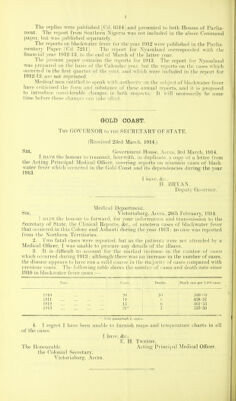 The replies were published [Cd. 6514] and presented to both Houses of Parlia-
ment. The report from Southern Nigeria was not included in the above Command
paper, but was published separately.
The reports on blackwater fever for the year 1912 were published in the Parlia-
mentary Papers [Cd. 7211]. The report for Nyasaland corresponded with the
financial year 1912-13, to the end of March of the latter year.
The present paper contains the reports for 1913. The report for Nyasaland
was prepared on the basis of the Calendar year, but the reports on the cases which
occurred in the first quarter of the year, and which were included in the report for
1912-13, are not reprinted.
Medical men entitled to speak with authority on the subject of blackwater fever
have criticised the form and substance of these annual reports, and it is proposed
to introduce considerable changes in both respects. It will necessarily be some
time before these changes can take effect.
GOLD COAST.
THE GOVERNOR to THE SECRETARY OF STATE.
(Received 23rd March, 1914.)
SIR, Government House, Accra, 3rd March, 1914.
I HAVE the honour to transmit, herewith, in duplicate, a copy of a letter from
the Acting Principal Medical Officer, covering reports on nineteen cases of black-
water fever which occurred in the Gold Coast and its dependencies during the year
1913.
I have, &c.,
H. BRYAN,
Deputy Governor.
Medical Department,
SIR, Victoriaborg, Accra, 28th February, 1914.
I HAVE the honour to forward, for your information and transmission to the
Secretary of State, the Clinical Reports, &c., of nineteen cases of blackwater fever
that occurred in this Colony and Ashanti during the year 1913; no case was reported
from the Northern Territories.
2. Two fatal cases were reported, but as the patients were not attended by a
Medical Officer, I was unable to procure any details of the illness.
3. It is difficult to account for the marked increase in the number of cases
which occurred during 1913: although there was an increase in the number of cases,
the disease appears to have run a mild course in the majority of cases compared with
previous years. The following table shows the number of cases and death rate since
1910 in blackwater fever cases:—
Year. Cases. Deaths.
1910
1911
1912
1913
4. I regret I have been unable to furnish maps and temperature charts in all
of the cases.
I have, &c.,
Acting Principal Medical Officer.
The Honourable
the Colonial Secretary,
Victoriaborg, Accra.